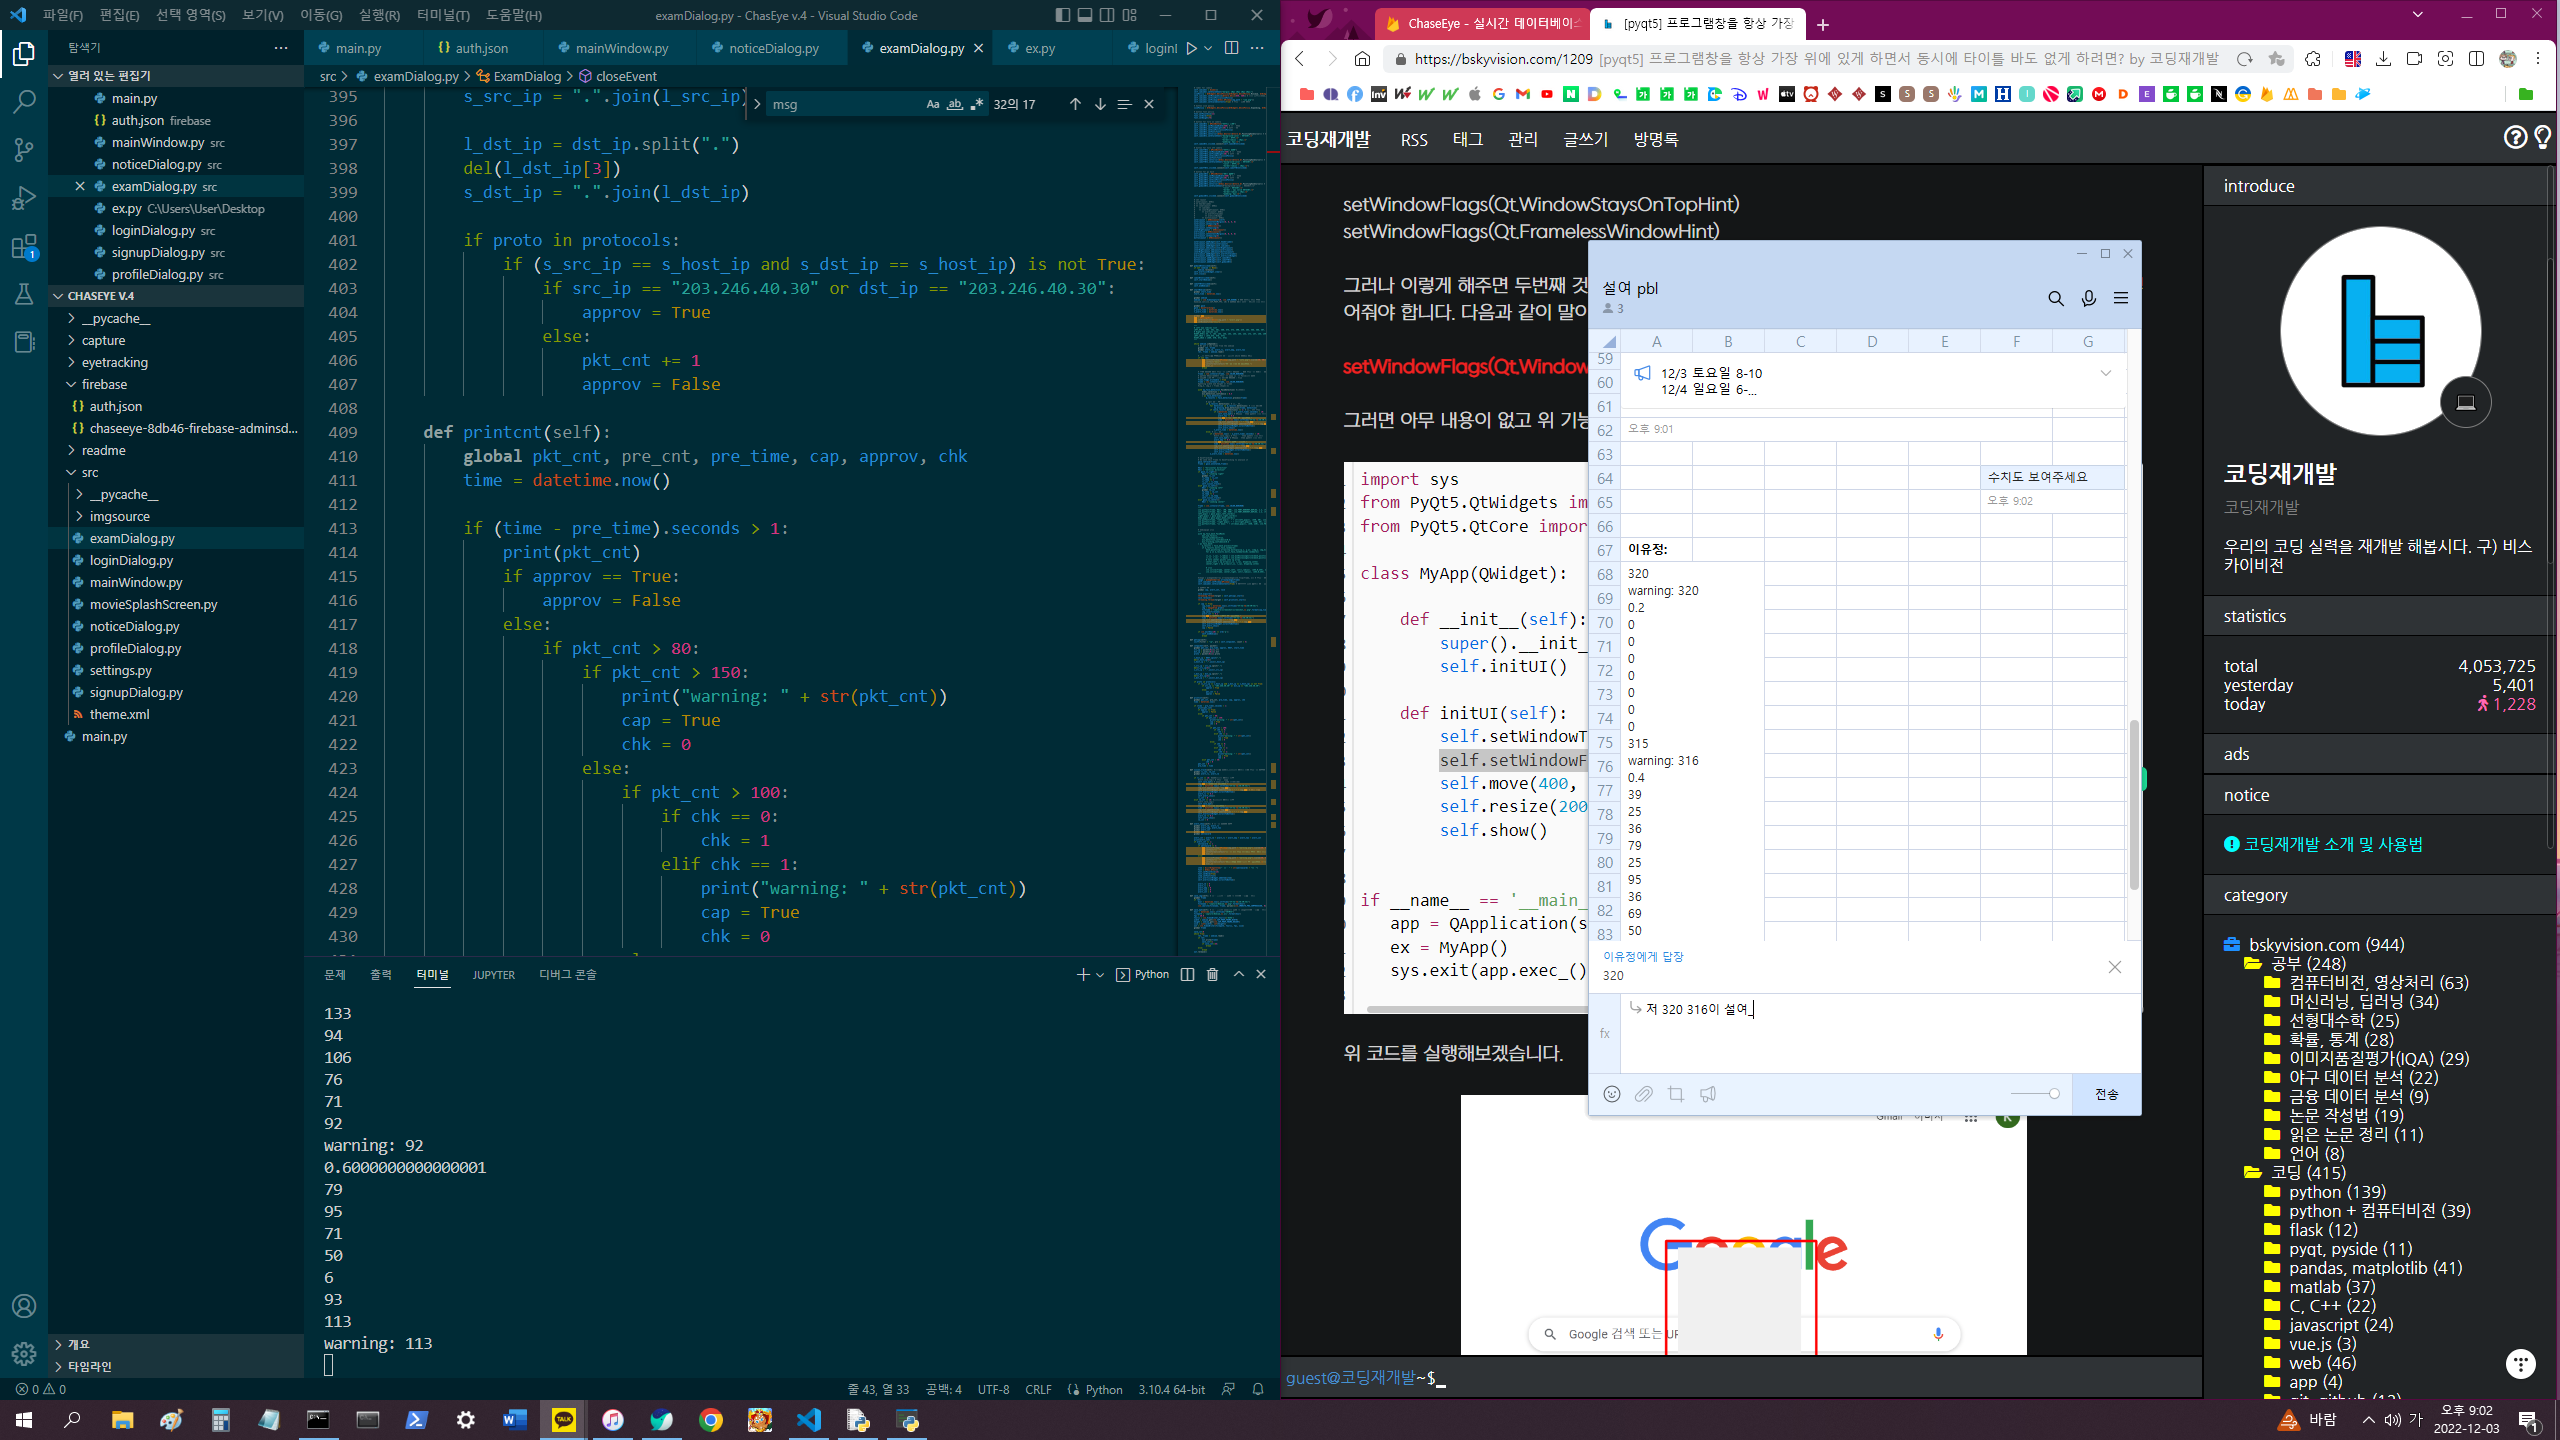 파일(F) 편집(E) 선택 영역(S) 보기(V) 이동(G) 실행(R) 터미널(T) 도움말(H)
examDialog.py - ChasEye v.4 - Visual Studio Code
탐색기
열려 있는 편집기
main.py
auth.json firebase
mainWindow.py src
noticeDialog.py src
examDialog.py src
ex.py C:\Users\User\Desktop
loginDialog.py src
signupDialog.py src
profileDialog.py src
CHASEYE V.4
__pycache__
capture
eyetracking
firebase
auth.json
chaseeye-8db46-firebase-adminsd...
readme
src
__pycache__
imgsource
examDialog.py
loginDialog.py
mainWindow.py
movieSplashScreen.py
noticeDialog.py
profileDialog.py
settings.py
signupDialog.py
theme.xml
main.py
개요
타임라인
main.py auth.json mainWindow.py noticeDialog.py examDialog.py ex.py loginI
src > examDialog.py > ExamDialog > closeEvent
msg
32의 17
395 s_src_ip = ".".join(l_src_ip)
396
397 l_dst_ip = dst_ip.split(".")
398 del(l_dst_ip[3])
399 s_dst_ip = ".".join(l_dst_ip)
400
401 if proto in protocols:
402 if (s_src_ip == s_host_ip and s_dst_ip == s_host_ip) is not True:
403 if src_ip == "203.246.40.30" or dst_ip == "203.246.40.30":
404 approv = True
405 else:
406 pkt_cnt += 1
407 approv = False
408
409 def printcnt(self):
410 global pkt_cnt, pre_cnt, pre_time, cap, approv, chk
411 time = datetime.now()
412
413 if (time - pre_time).seconds > 1:
414 print(pkt_cnt)
415 if approv == True:
416 approv = False
417 else:
418 if pkt_cnt > 80:
419 if pkt_cnt > 150:
420 print("warning: " + str(pkt_cnt))
421 cap = True
422 chk = 0
423 else:
424 if pkt_cnt > 100:
425 if chk == 0:
426 chk = 1
427 elif chk == 1:
428 print("warning: " + str(pkt_cnt))
429 cap = True
430 chk = 0
문제 출력 터미널 JUPYTER 디버그 콘솔
Python
133
94
106
76
71
92
warning: 92
0.6000000000000001
79
95
71
50
6
93
113
warning: 113
0 0
줄 43, 열 33 공백: 4 UTF-8 CRLF Python 3.10.4 64-bit
ChaseEye - 실시간 데이터베이스
[pyqt5] 프로그램창을 항상 가장
https://bskyvision.com/1209 [pyqt5] 프로그램창을 항상 가장 위에 있게 하면서 동시에 타이틀 바도 없게 하려면? by 코딩재개발
코딩재개발 RSS 태그 관리 글쓰기 방명록
setWindowFlags(Qt.WindowStaysOnTopHint)
setWindowFlags(Qt.FramelessWindowHint)
그러나 이렇게 해주면 두번째 것
어줘야 합니다. 다음과 같이 말이
setWindowFlags(Qt.Window
그러면 아무 내용이 없고 위 기능
import sys
from PyQt5.QtWidgets im
from PyQt5.QtCore impor
class MyApp(QWidget):
def __init__(self):
super().__init_
self.initUI()
def initUI(self):
self.setWindowT
self.setWindowF
self.move(400,
self.resize(200
self.show()
if __name__ == '__main_
app = QApplication(s
ex = MyApp()
sys.exit(app.exec_()
위 코드를 실행해보겠습니다.
Google
Google 검색 또는 UR
guest@코딩재개발~$
설여 pbl
3
A B C D E F G
59
60
61
62
63
64
65
66
67
68
69
70
71
72
73
74
75
76
77
78
79
80
81
82
83
12/3 토요일 8-10
12/4 일요일 6-...
오후 9:01
수치도 보여주세요
오후 9:02
이유정:
320
warning: 320
0.2
0
0
0
0
0
0
0
315
warning: 316
0.4
39
25
36
79
25
95
36
69
50
이유정에게 답장
320
fx
저 320 316이 설여
전송
introduce
코딩재개발
코딩재개발
우리의 코딩 실력을 재개발 해봅시다. 구) 비스
카이비전
statistics
total 4,053,725
yesterday 5,401
today 1,228
ads
notice
코딩재개발 소개 및 사용법
category
bskyvision.com (944)
공부 (248)
컴퓨터비전, 영상처리 (63)
머신러닝, 딥러닝 (34)
선형대수학 (25)
확률, 통계 (28)
이미지품질평가(IQA) (29)
야구 데이터 분석 (22)
금융 데이터 분석 (9)
논문 작성법 (19)
읽은 논문 정리 (11)
언어 (8)
코딩 (415)
python (139)
python + 컴퓨터비전 (39)
flask (12)
pyqt, pyside (11)
pandas, matplotlib (41)
matlab (37)
C, C++ (22)
javascript (24)
vue.js (3)
web (46)
app (4)
바람
가
오후 9:02
2022-12-03